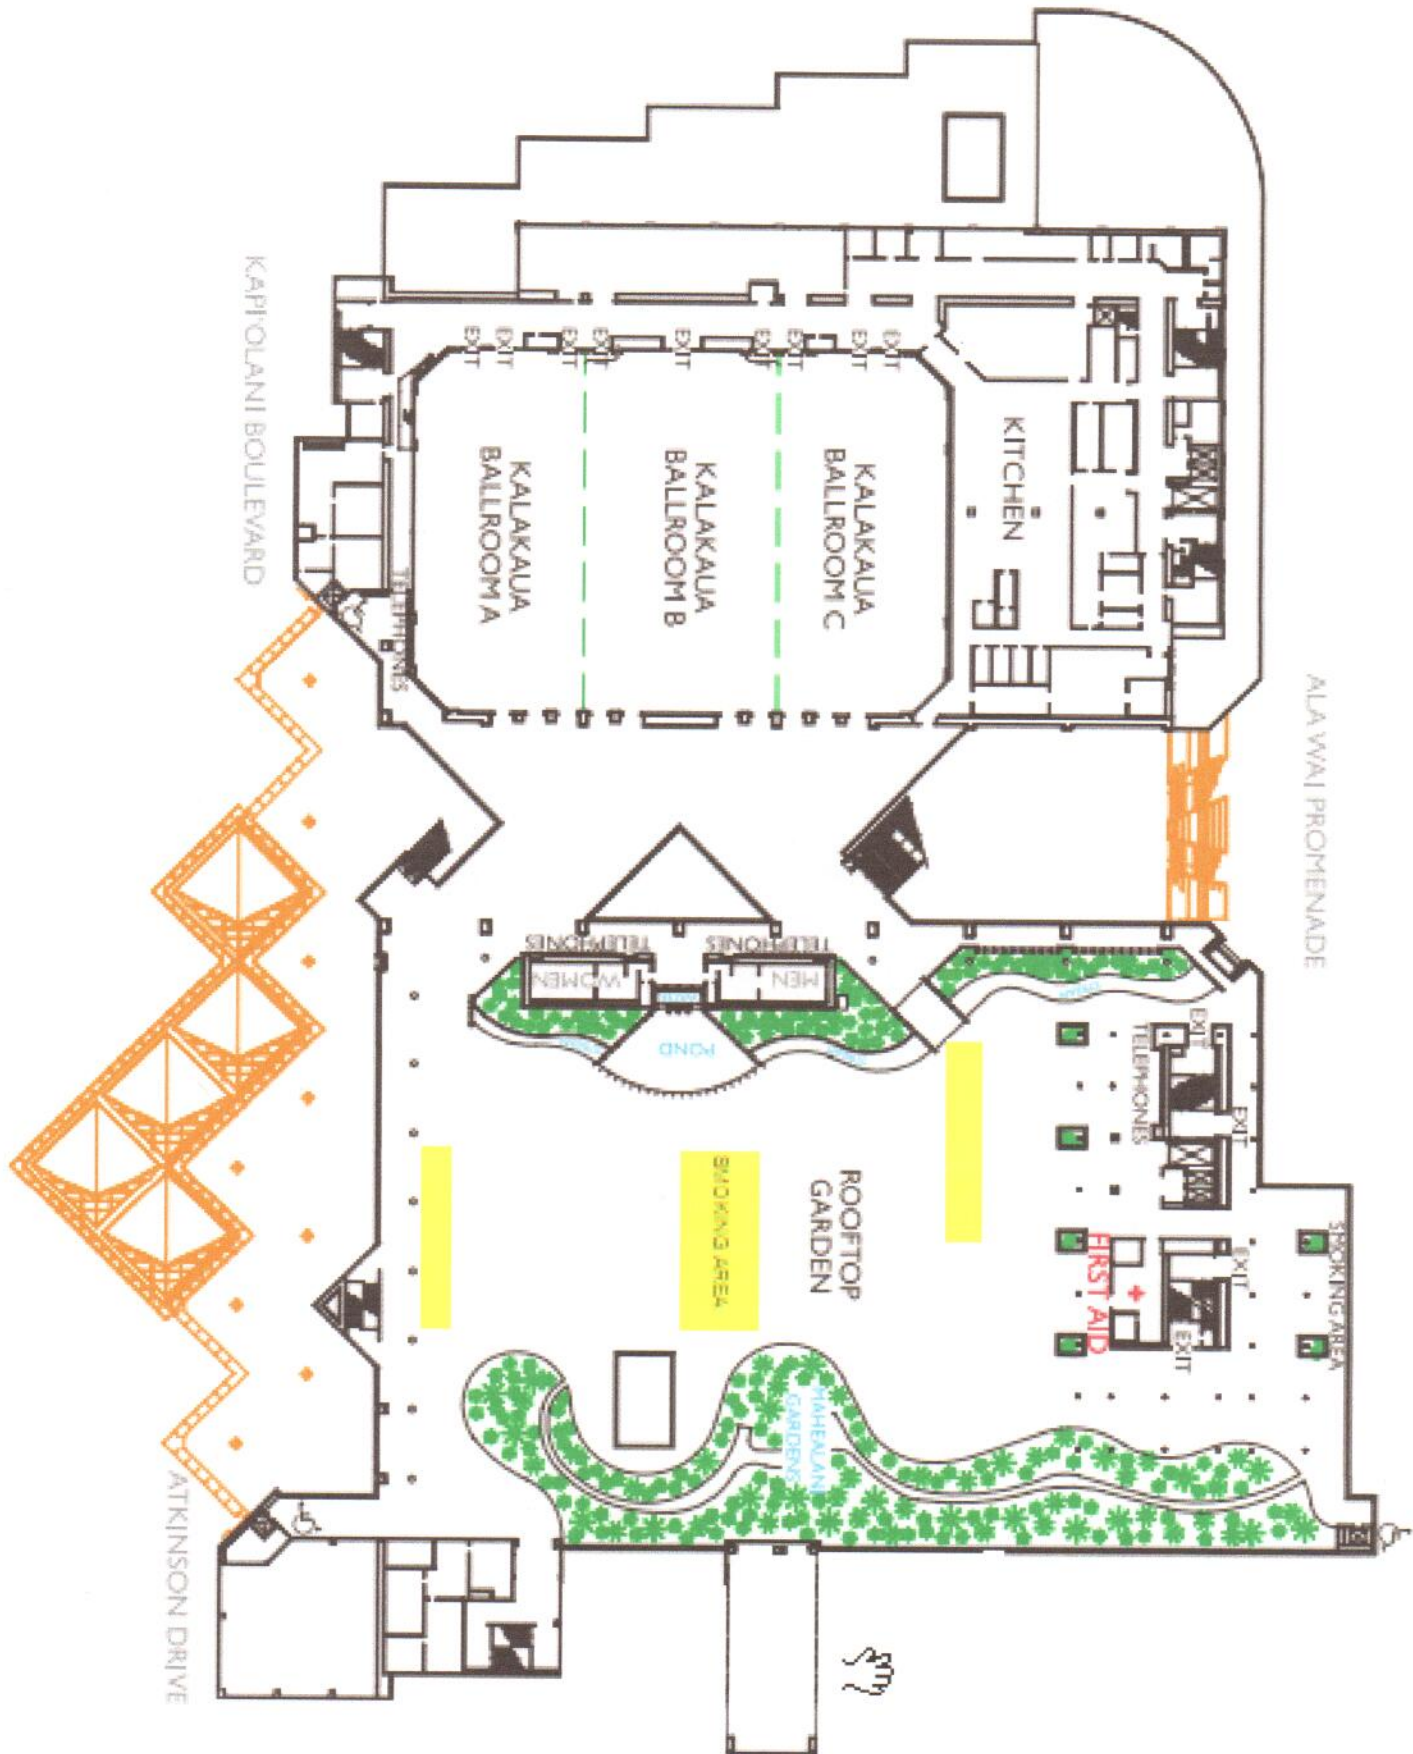 KAPI'OLANI BOULEVARD
ALA WAI PROMENADE
ATKINSON DRIVE
EXIT
EXIT
EXIT
EXIT
EXIT
EXIT
EXIT
EXIT
EXIT
KALAKAUA
BALLROOM A
KALAKAUA
BALLROOM B
KALAKAUA
BALLROOM C
KITCHEN
TELEPHONES
TELEPHONES
TELEPHONES
WOMEN
MEN
POND
EXIT
TELEPHONES
EXIT
ROOFTOP
GARDEN
SMOKING AREA
FIRST AID
EXIT
EXIT
SMOKING AREA
MAHEALANI
GARDENS